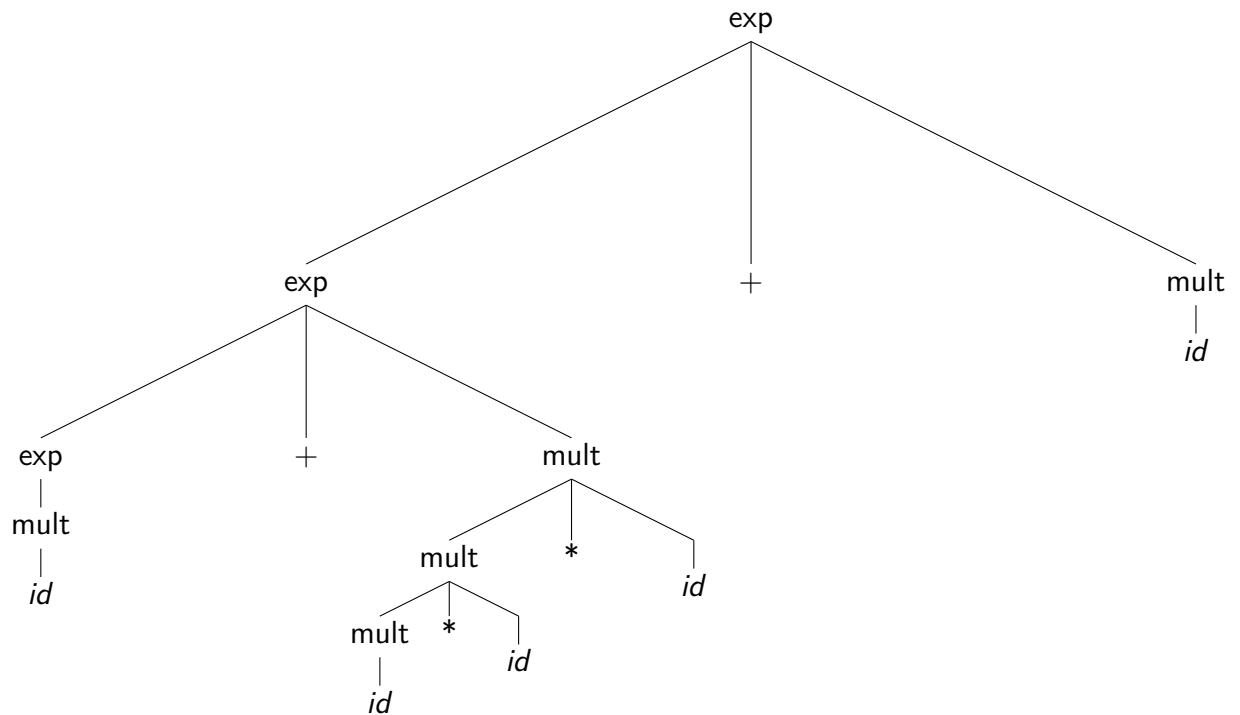 exp
exp + mult
id
exp + mult
mult
mult * id
id
mult * id
id